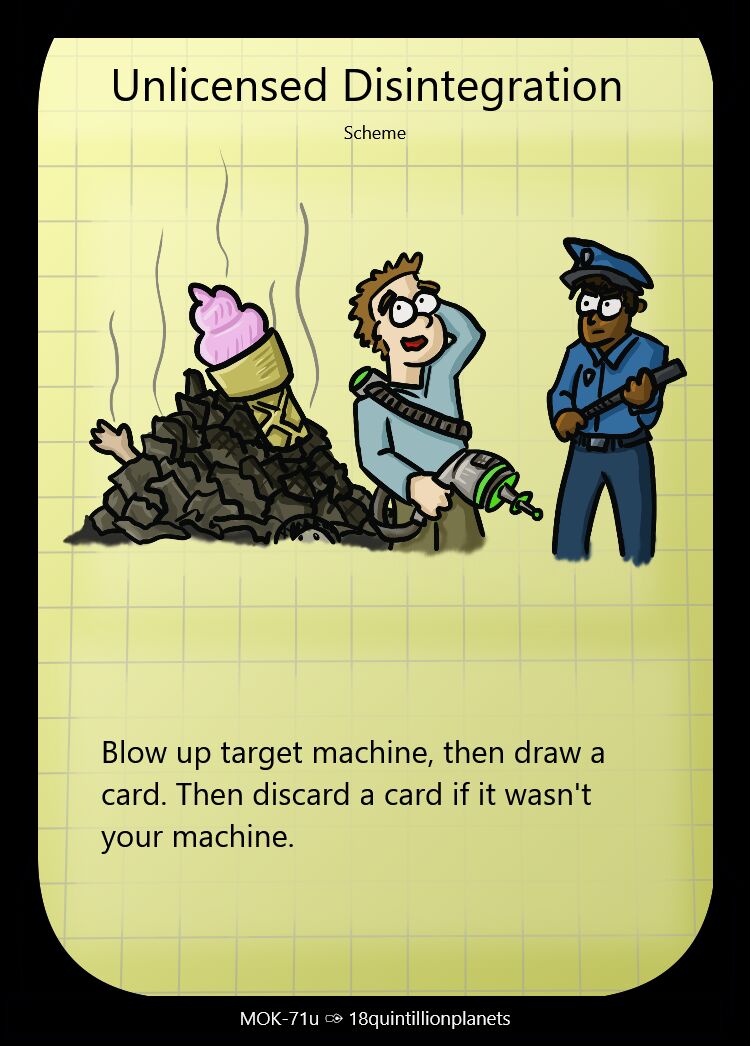 Unlicensed Disintegration
Scheme
Blow up target machine, then draw a
card. Then discard a card if it wasn't
your machine.
MOK-71u ✑ 18quintillionplanets